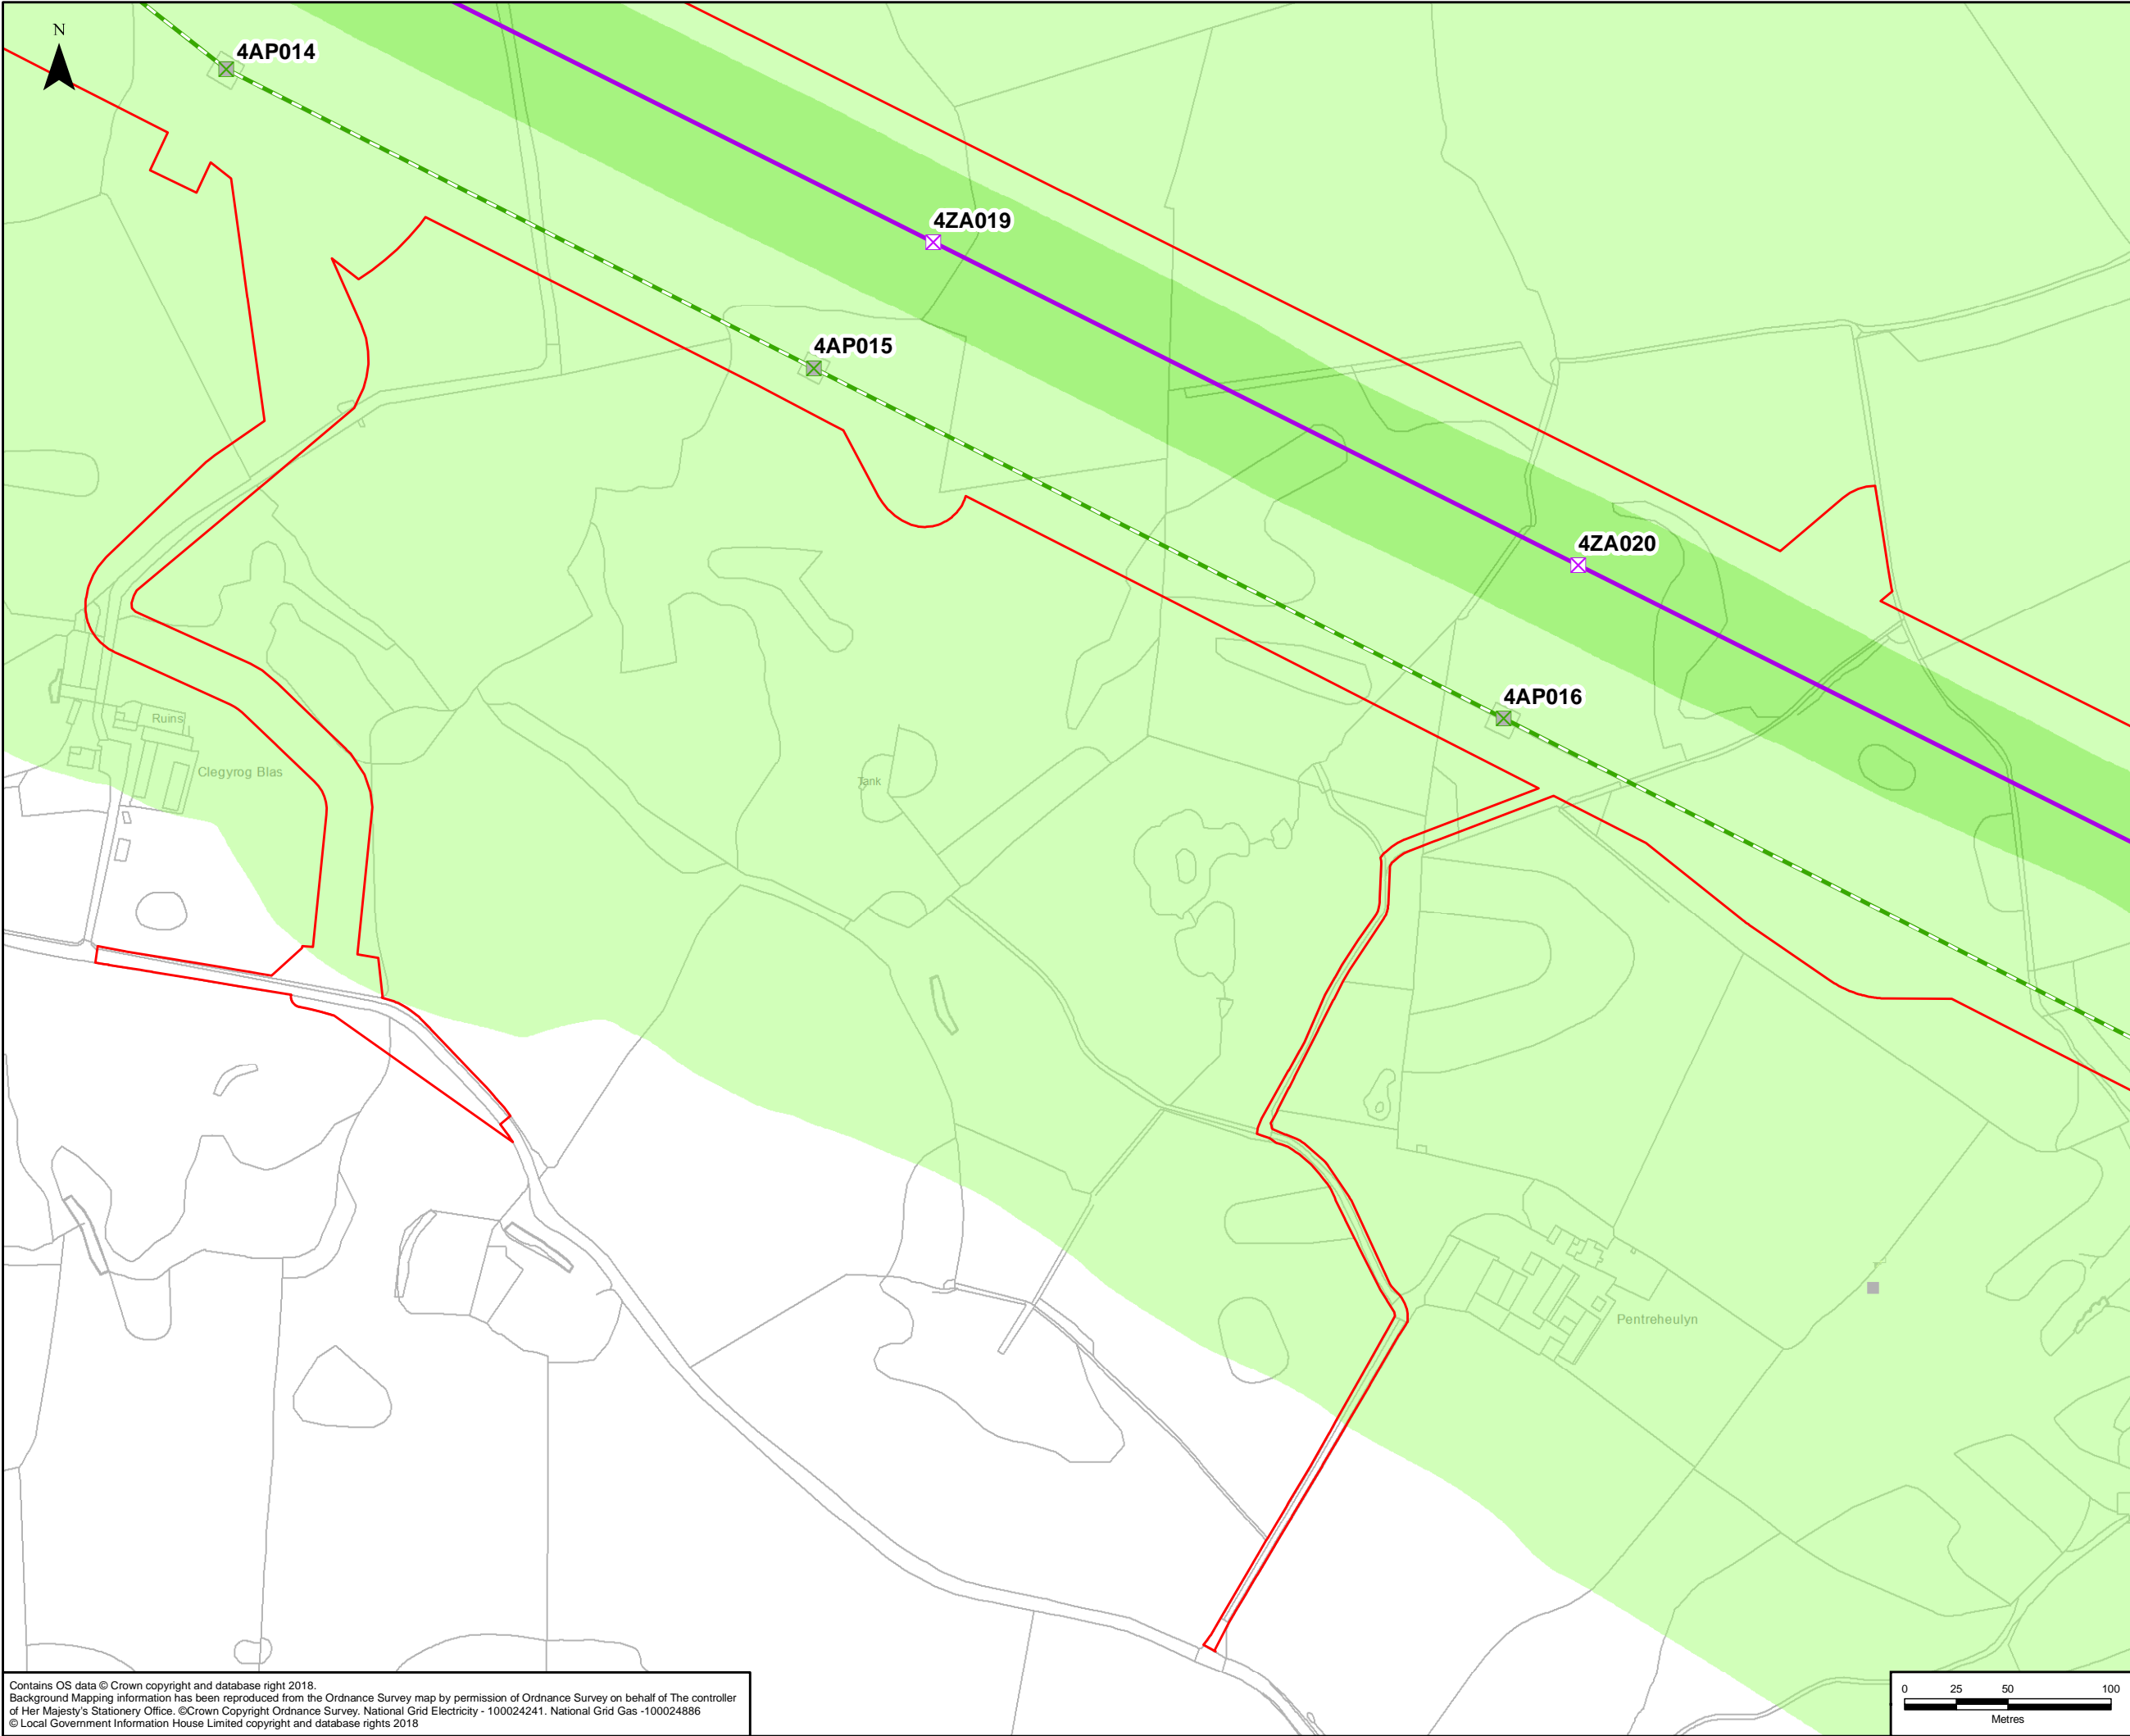 N
4AP014
4ZA019
4AP015
4ZA020
4AP016
Ruins
Clegyrog Blas
Tank
Pentreheulyn
Contains OS data © Crown copyright and database right 2018.
Background Mapping information has been reproduced from the Ordnance Survey map by permission of Ordnance Survey on behalf of The controller
of Her Majesty's Stationery Office. ©Crown Copyright Ordnance Survey. National Grid Electricity - 100024241. National Grid Gas -100024886
© Local Government Information House Limited copyright and database rights 2018
0 25 50 100
Metres